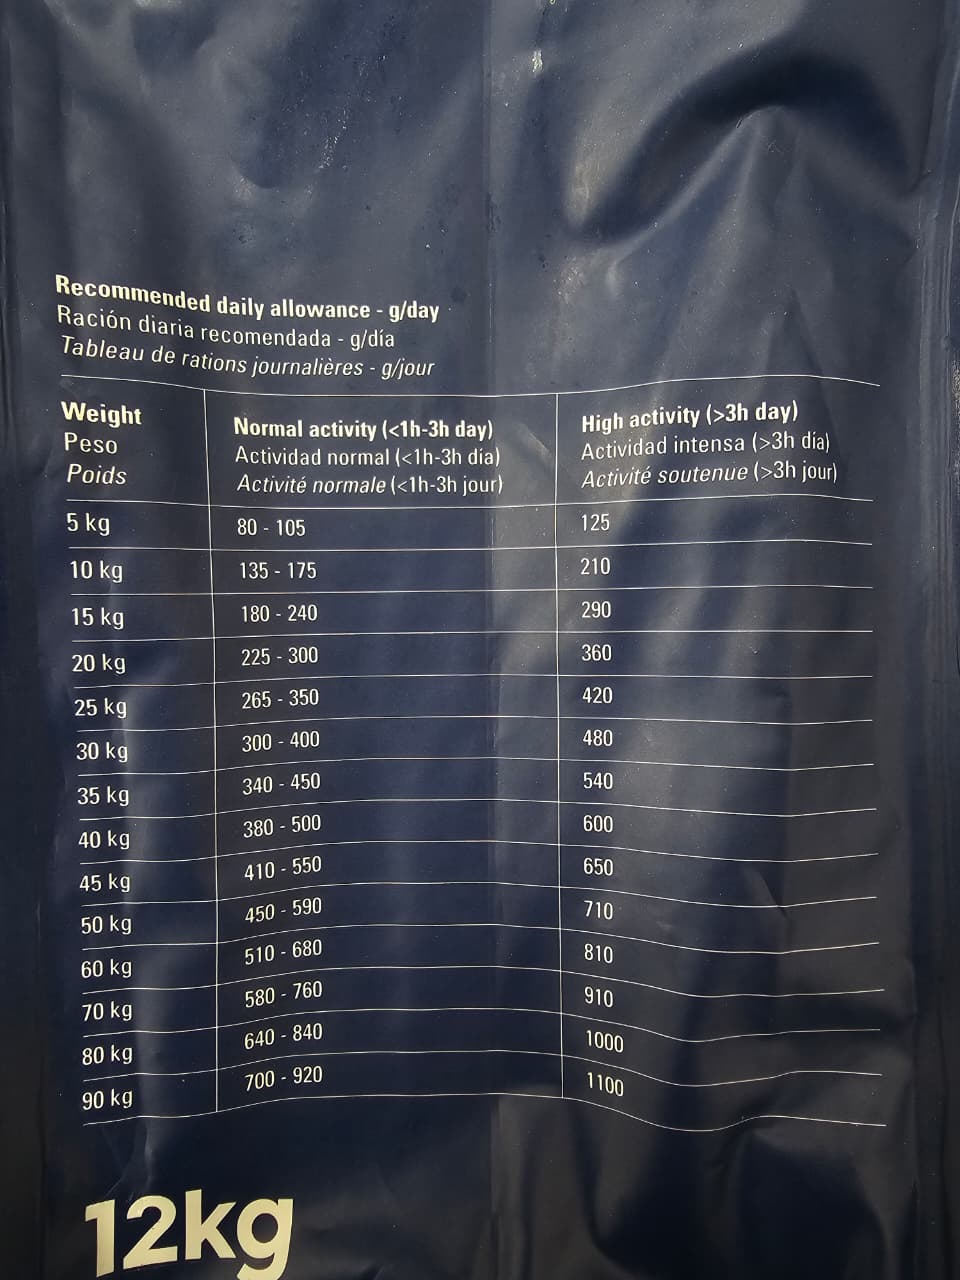 Recommended daily allowance - g/day
Ración diaria recomendada - g/día
Tableau de rations journalières - g/jour
Weight Normal activity (<1h-3h day) High activity (>3h day)
Peso Actividad normal (<1h-3h día) Actividad intensa (>3h día)
Poids Activité normale (<1h-3h jour) Activité soutenue (>3h jour)
5 kg 80 - 105 125
10 kg 135 - 175 210
15 kg 180 - 240 290
20 kg 225 - 300 360
25 kg 265 - 350 420
30 kg 300 - 400 480
35 kg 340 - 450 540
40 kg 380 - 500 600
45 kg 410 - 550 650
50 kg 450 - 590 710
60 kg 510 - 680 810
70 kg 580 - 760 910
80 kg 640 - 840 1000
90 kg 700 - 920 1100
12kg